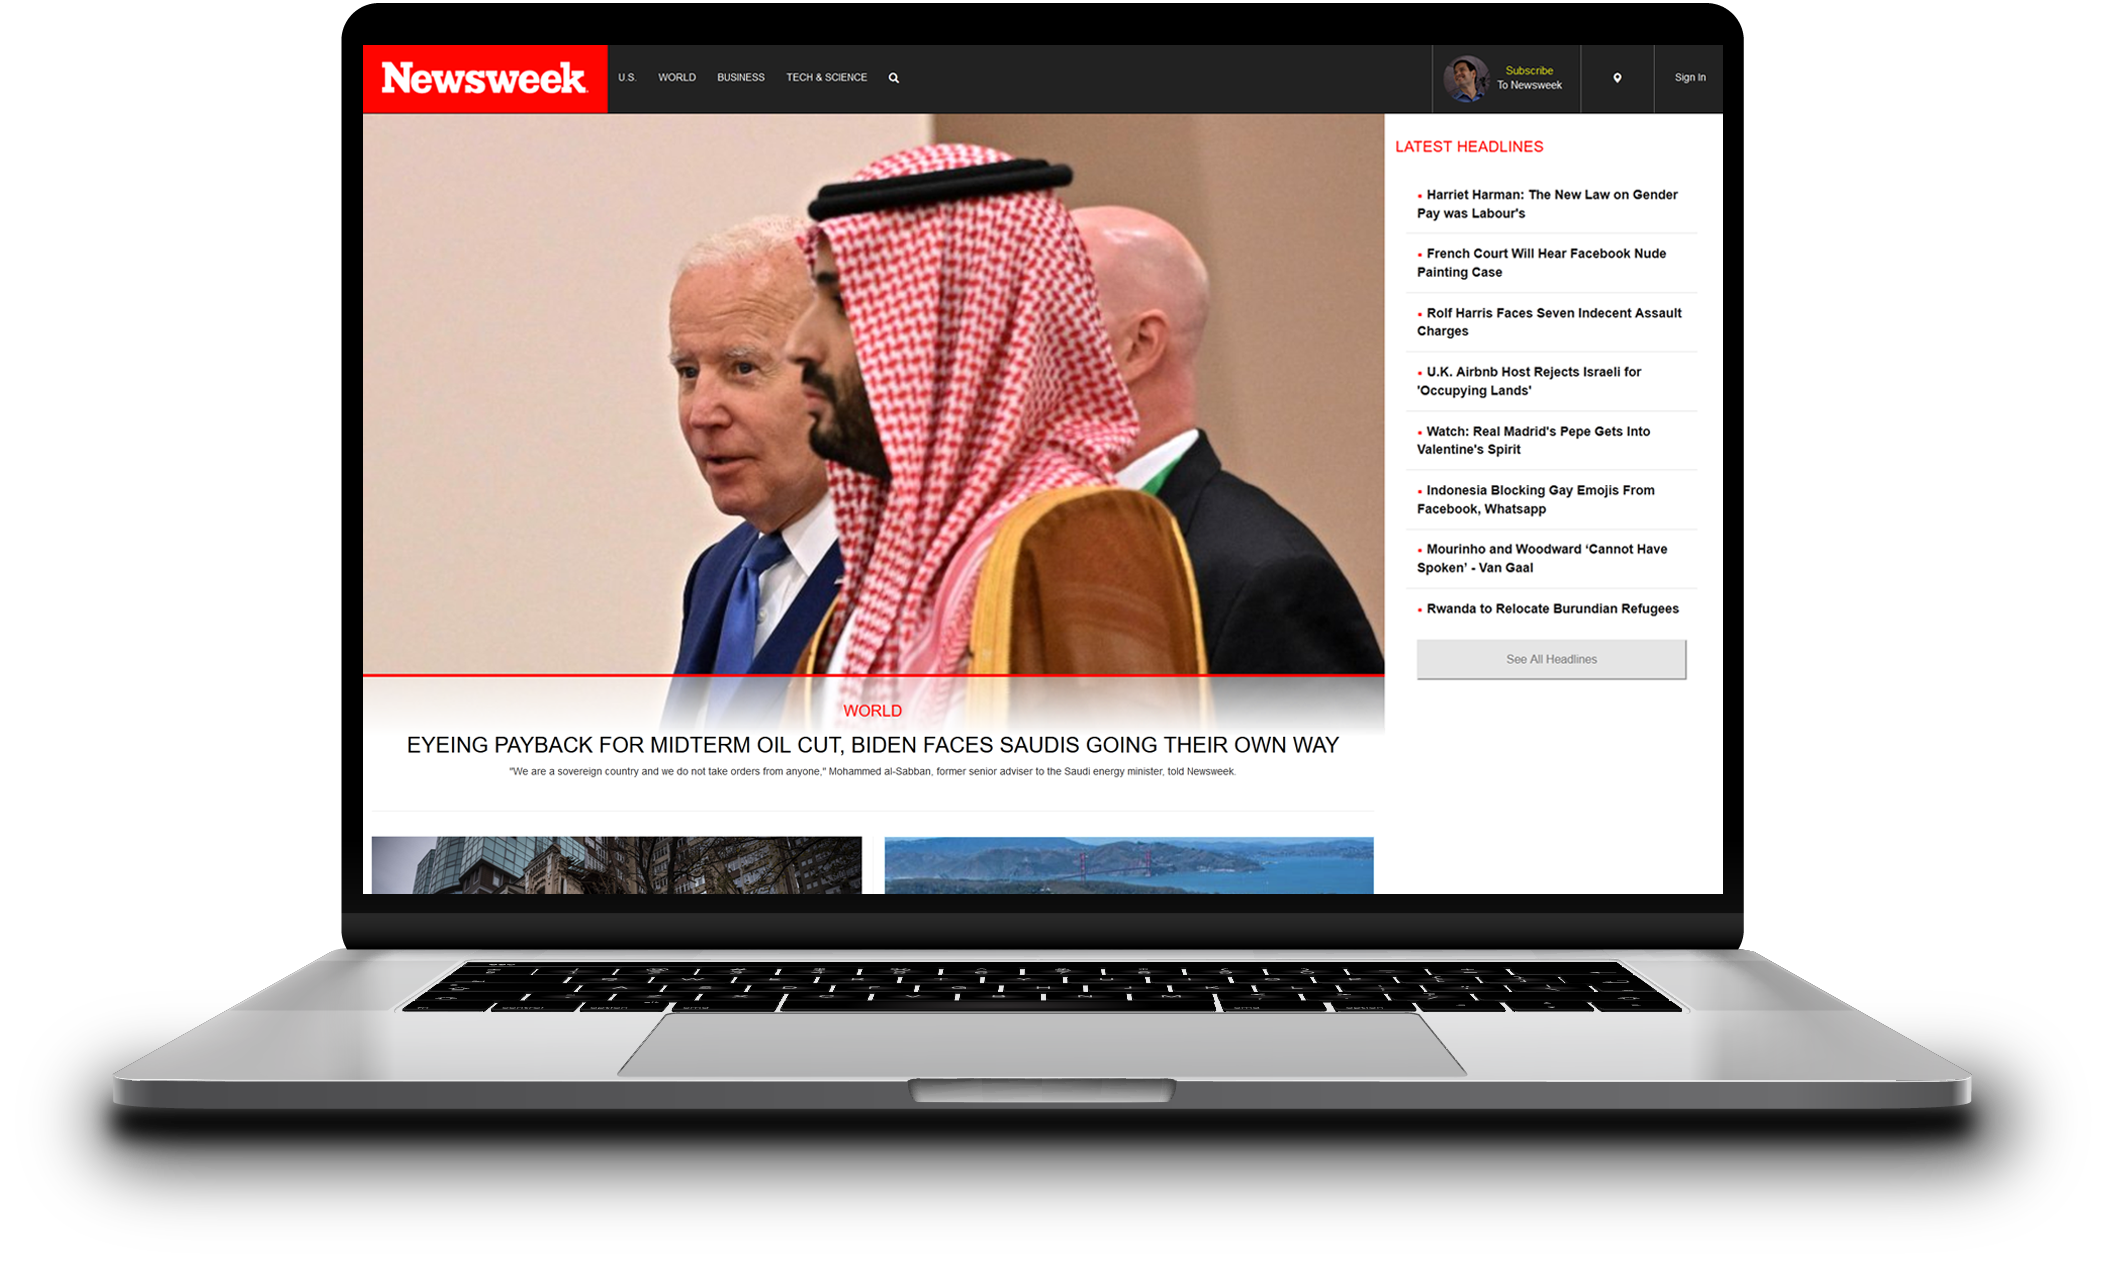 Newsweek
U.S. WORLD BUSINESS TECH & SCIENCE
Subscribe
To Newsweek
Sign In
WORLD
EYEING PAYBACK FOR MIDTERM OIL CUT, BIDEN FACES SAUDIS GOING THEIR OWN WAY
"We are a sovereign country and we do not take orders from anyone," Mohammed al-Sabban, former senior adviser to the Saudi energy minister, told Newsweek.
LATEST HEADLINES
• Harriet Harman: The New Law on Gender
Pay was Labour's
• French Court Will Hear Facebook Nude
Painting Case
• Rolf Harris Faces Seven Indecent Assault
Charges
• U.K. Airbnb Host Rejects Israeli for
'Occupying Lands'
• Watch: Real Madrid's Pepe Gets Into
Valentine's Spirit
• Indonesia Blocking Gay Emojis From
Facebook, Whatsapp
• Mourinho and Woodward ‘Cannot Have
Spoken’ - Van Gaal
• Rwanda to Relocate Burundian Refugees
See All Headlines